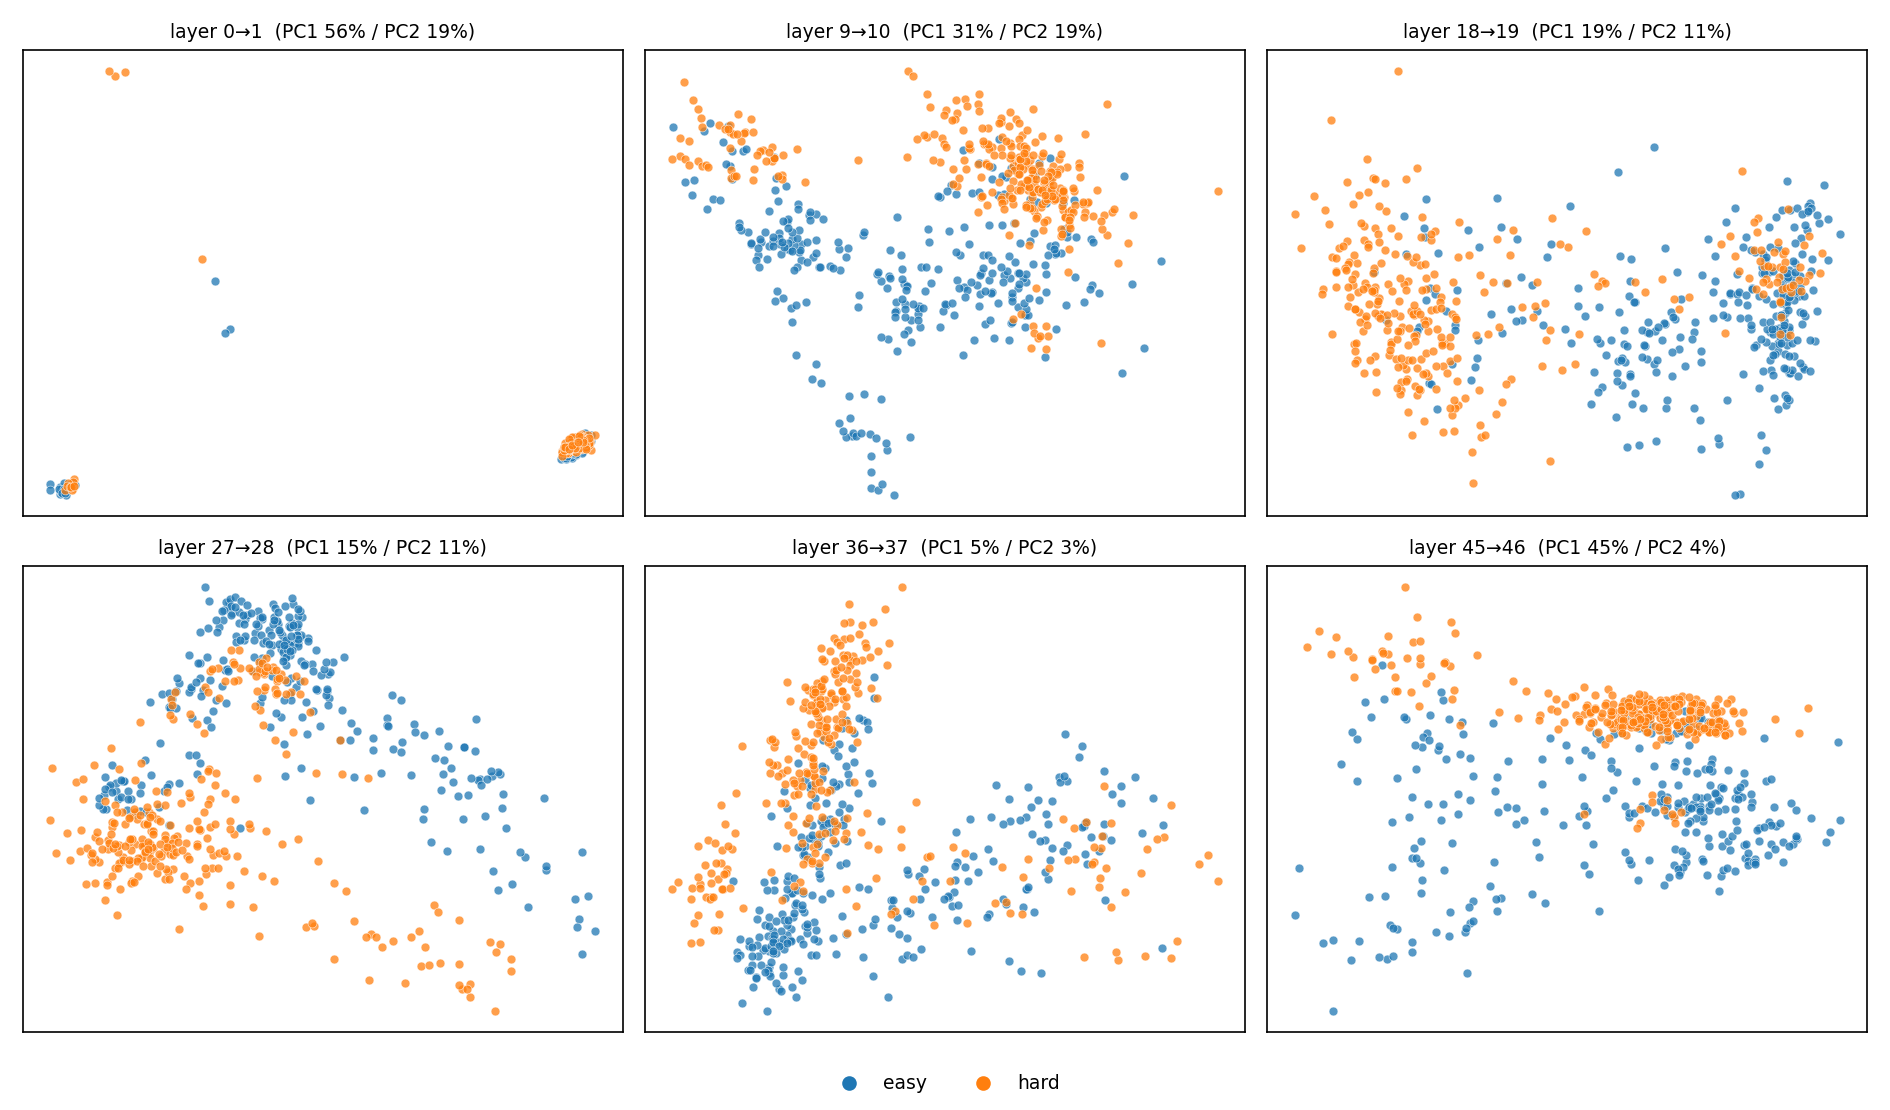 layer 0→1 (PC1 56% / PC2 19%)
layer 9→10 (PC1 31% / PC2 19%)
layer 18→19 (PC1 19% / PC2 11%)
layer 27→28 (PC1 15% / PC2 11%)
layer 36→37 (PC1 5% / PC2 3%)
layer 45→46 (PC1 45% / PC2 4%)
easy hard